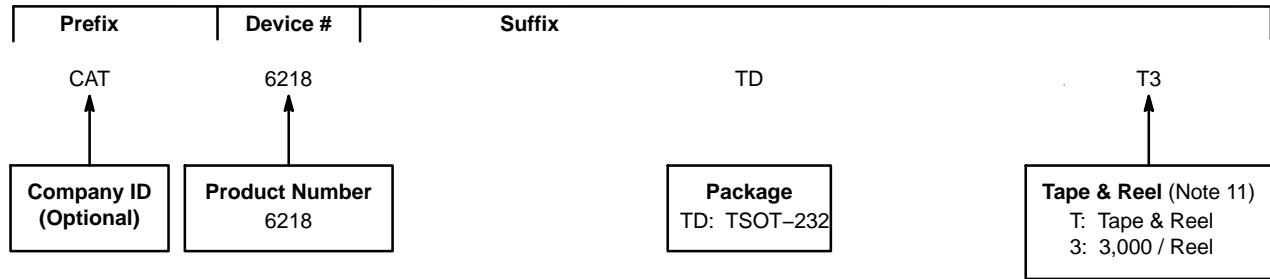 Prefix Device # Suffix
CAT 6218 TD T3
Company ID
(Optional)
Product Number
6218
Package
TD: TSOT−232
Tape & Reel (Note 11)
T: Tape & Reel
3: 3,000 / Reel